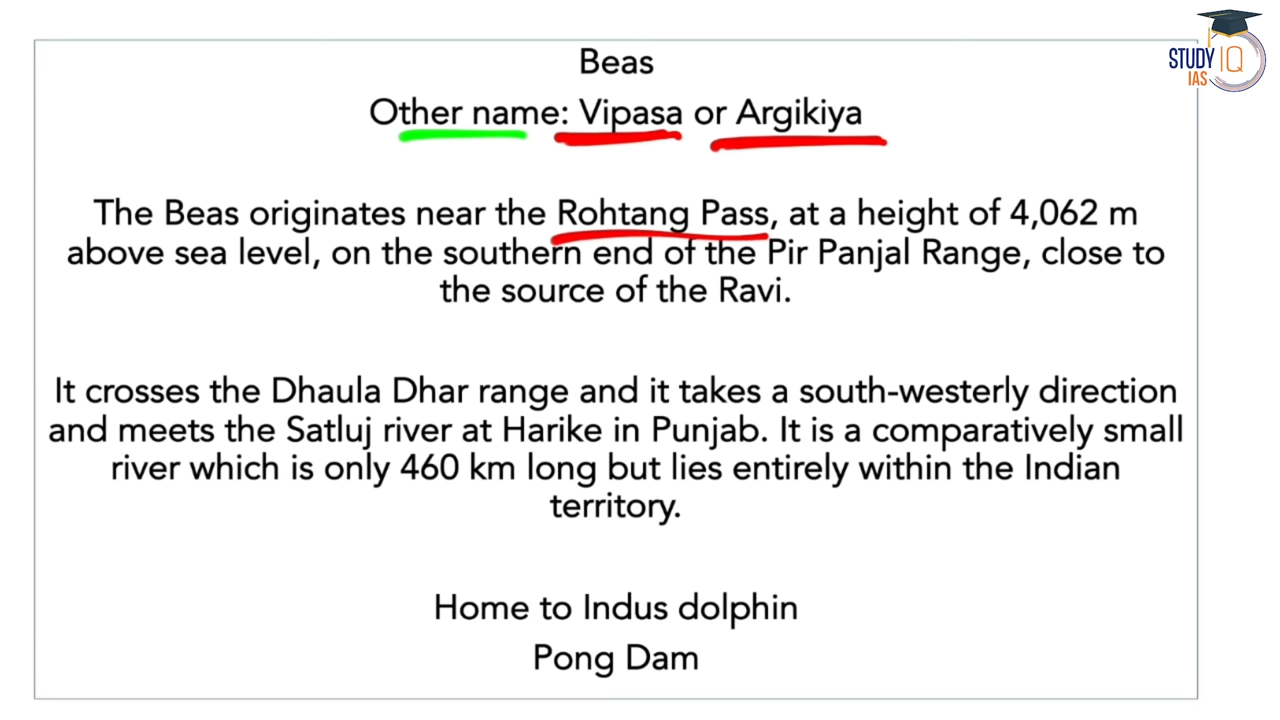 STUDY IQ
IAS
Beas
Other name: Vipasa or Argikiya
The Beas originates near the Rohtang Pass, at a height of 4,062 m
above sea level, on the southern end of the Pir Panjal Range, close to
the source of the Ravi.
It crosses the Dhaula Dhar range and it takes a south-westerly direction
and meets the Satluj river at Harike in Punjab. It is a comparatively small
river which is only 460 km long but lies entirely within the Indian
territory.
Home to Indus dolphin
Pong Dam